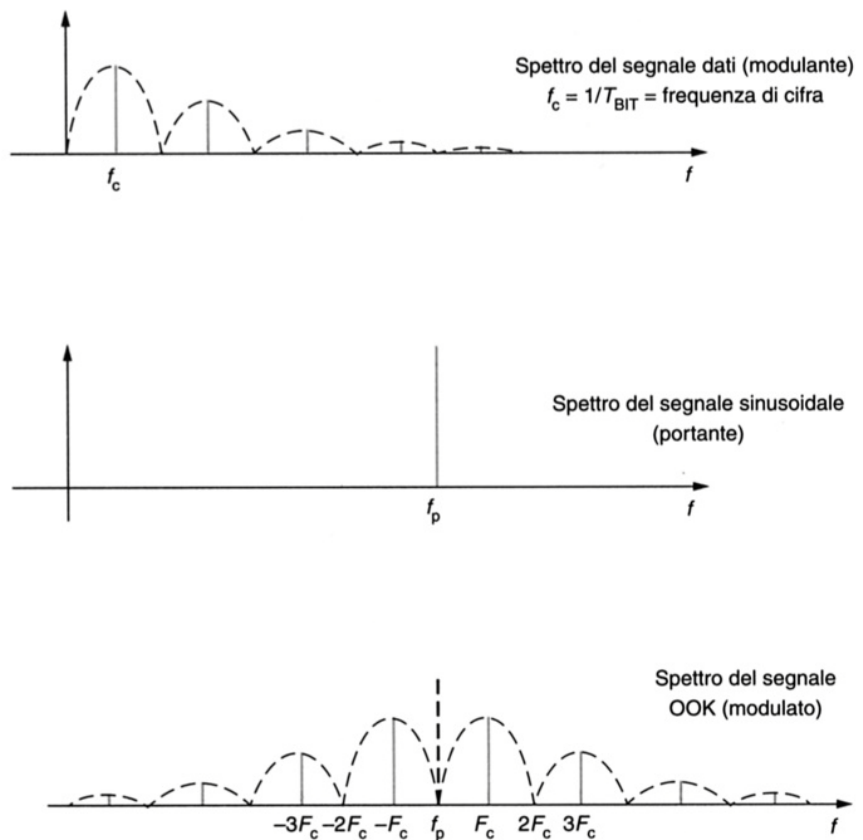 Spettro del segnale dati (modulante)
f_c = 1/T_BIT = frequenza di cifra
f_c
f
Spettro del segnale sinusoidale
(portante)
f_p
f
Spettro del segnale
OOK (modulato)
−3F_c −2F_c −F_c f_p F_c 2F_c 3F_c f